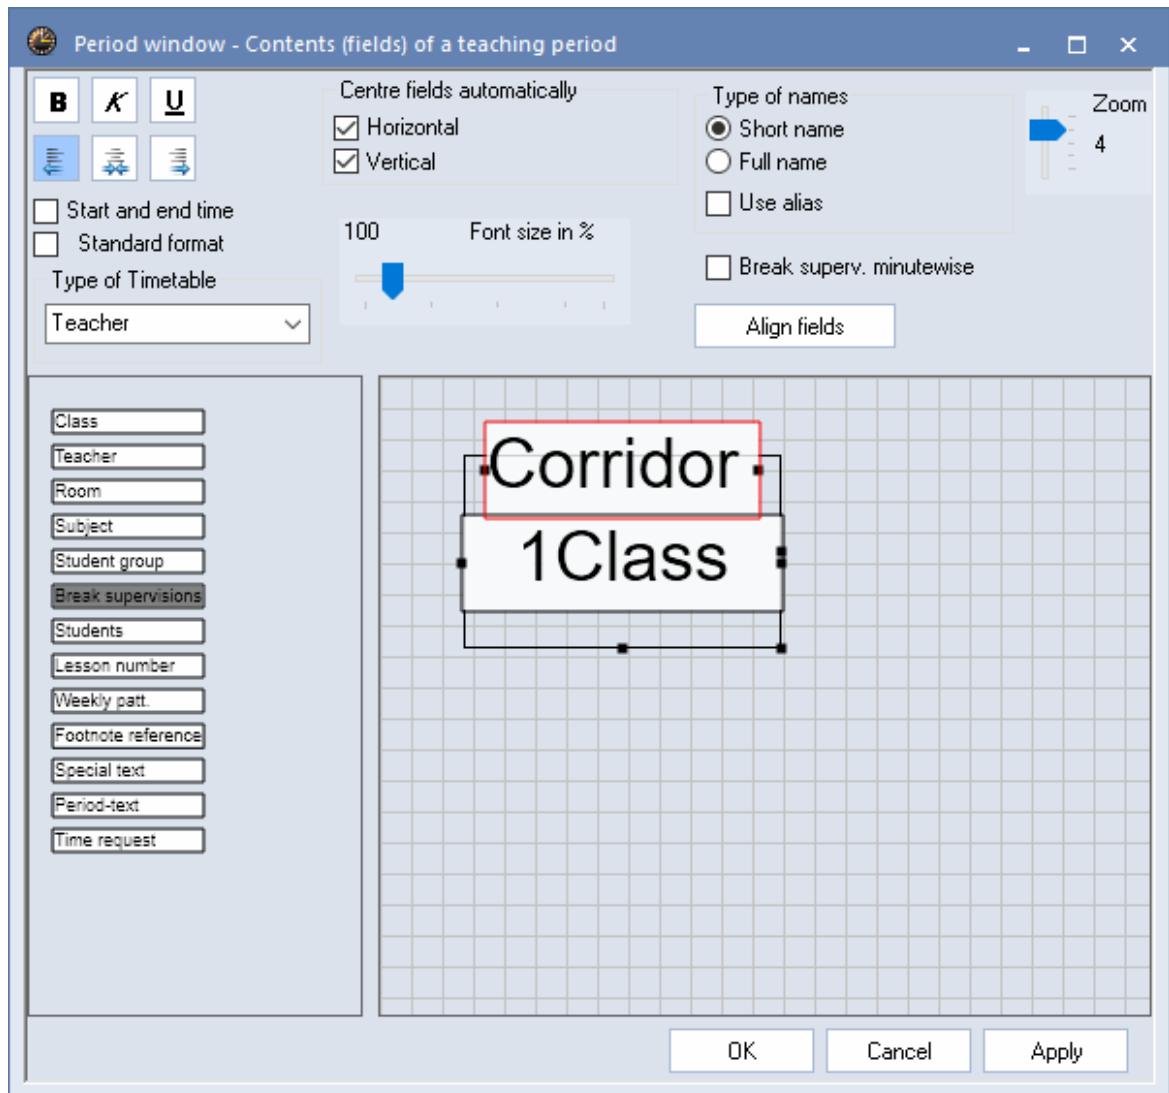 Period window - Contents (fields) of a teaching period
B K U
Centre fields automatically
Horizontal
Vertical
Type of names
Short name
Full name
Use alias
Zoom
4
Start and end time
Standard format
100 Font size in %
Break superv. minutewise
Type of Timetable
Teacher
Align fields
Class
Teacher
Room
Subject
Student group
Break supervisions
Students
Lesson number
Weekly patt.
Footnote reference
Special text
Period-text
Time request
Corridor
1Class
OK Cancel Apply